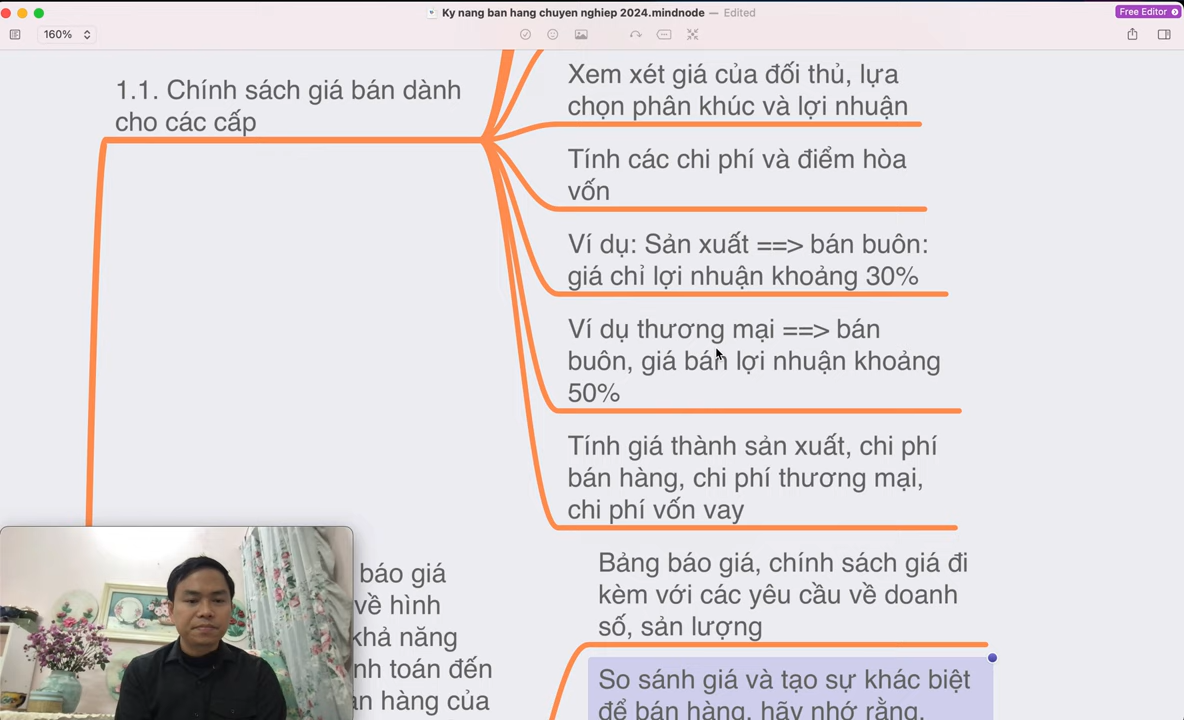 Ky nang ban hang chuyen nghiep 2024.mindnode — Edited
Free Editor
160%
1.1. Chính sách giá bán dành
cho các cấp
Xem xét giá của đối thủ, lựa
chọn phân khúc và lợi nhuận
Tính các chi phí và điểm hòa
vốn
Ví dụ: Sản xuất ==> bán buôn:
giá chỉ lợi nhuận khoảng 30%
Ví dụ thương mại ==> bán
buôn, giá bán lợi nhuận khoảng
50%
Tính giá thành sản xuất, chi phí
bán hàng, chi phí thương mại,
chi phí vốn vay
báo giá
về hình
khả năng
nh toán đến
n hàng của
Bảng báo giá, chính sách giá đi
kèm với các yêu cầu về doanh
số, sản lượng
So sánh giá và tạo sự khác biệt
để bán hàng, hãy nhớ rằng,